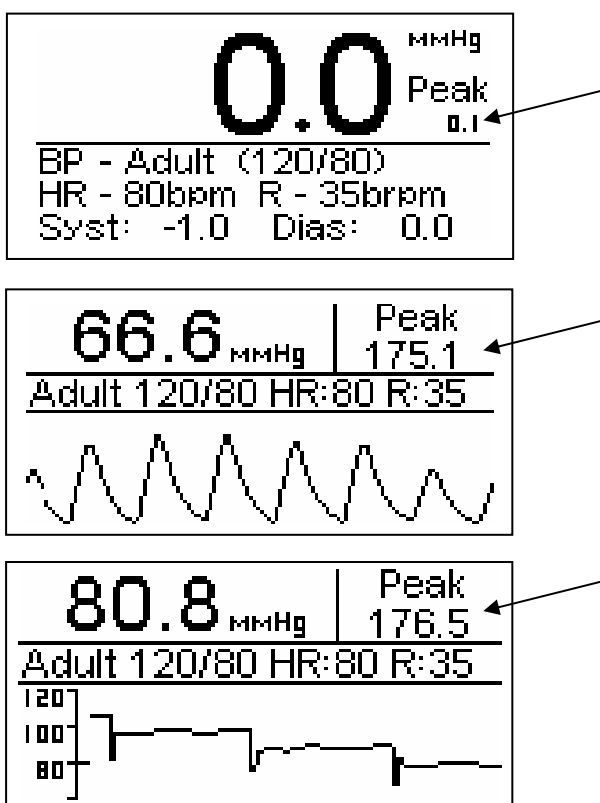 0.0 MMHg
Peak
0.1
BP - Adult (120/80)
HR - 80bpm R - 35brpm
Syst: -1.0 Dias: 0.0
66.6 MMHg
Peak
175.1
Adult 120/80 HR:80 R:35
80.8 MMHg
Peak
176.5
Adult 120/80 HR:80 R:35
120
100
80